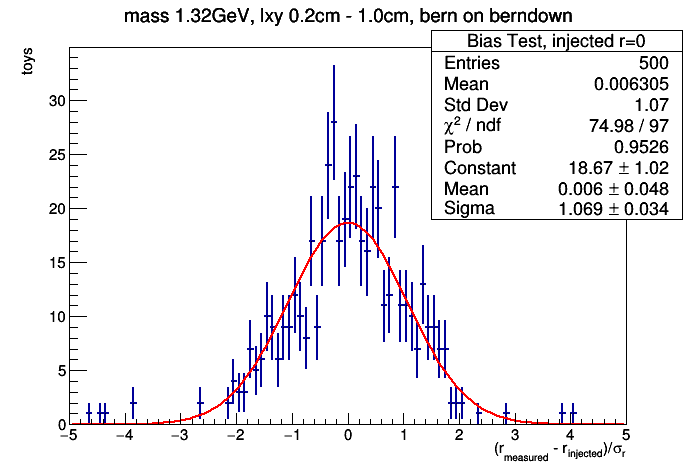 mass 1.32GeV, lxy 0.2cm - 1.0cm, bern on berndown
toys
Bias Test, injected r=0
Entries 500
Mean 0.006305
Std Dev 1.07
χ² / ndf 74.98 / 97
Prob 0.9526
Constant 18.67 ± 1.02
Mean 0.006 ± 0.048
Sigma 1.069 ± 0.034
30
25
20
15
10
5
0
−5 −4 −3 −2 −1 0 1 2 3 4 5
(r_measured - r_injected)/σ_r